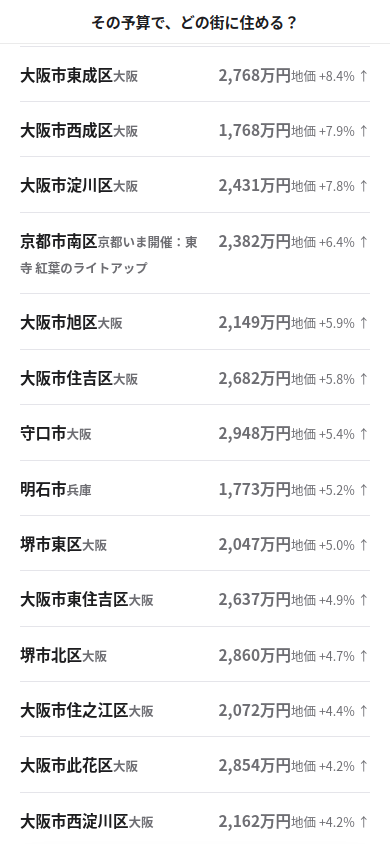 その予算で、どの街に住める？
大阪市東成区大阪 2,768万円地価 +8.4% ↑
大阪市西成区大阪 1,768万円地価 +7.9% ↑
大阪市淀川区大阪 2,431万円地価 +7.8% ↑
京都市南区京都いま開催：東 2,382万円地価 +6.4% ↑
寺 紅葉のライトアップ
大阪市旭区大阪 2,149万円地価 +5.9% ↑
大阪市住吉区大阪 2,682万円地価 +5.8% ↑
守口市大阪 2,948万円地価 +5.4% ↑
明石市兵庫 1,773万円地価 +5.2% ↑
堺市東区大阪 2,047万円地価 +5.0% ↑
大阪市東住吉区大阪 2,637万円地価 +4.9% ↑
堺市北区大阪 2,860万円地価 +4.7% ↑
大阪市住之江区大阪 2,072万円地価 +4.4% ↑
大阪市此花区大阪 2,854万円地価 +4.2% ↑
大阪市西淀川区大阪 2,162万円地価 +4.2% ↑